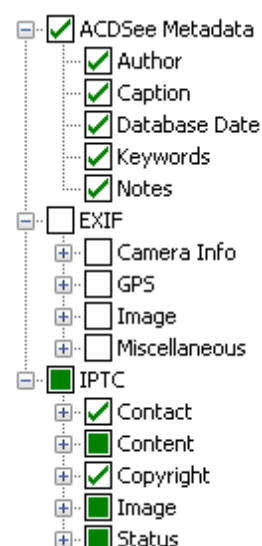 ACDSee Metadata
Author
Caption
Database Date
Keywords
Notes
EXIF
Camera Info
GPS
Image
Miscellaneous
IPTC
Contact
Content
Copyright
Image
Status